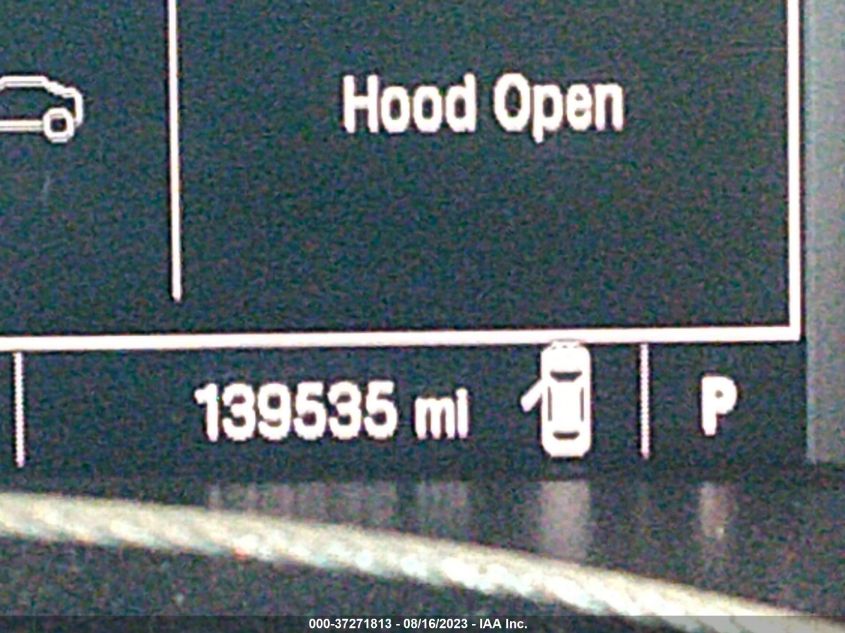 Hood Open
139535 mi P
000-37271813 - 08/16/2023 - IAA Inc.